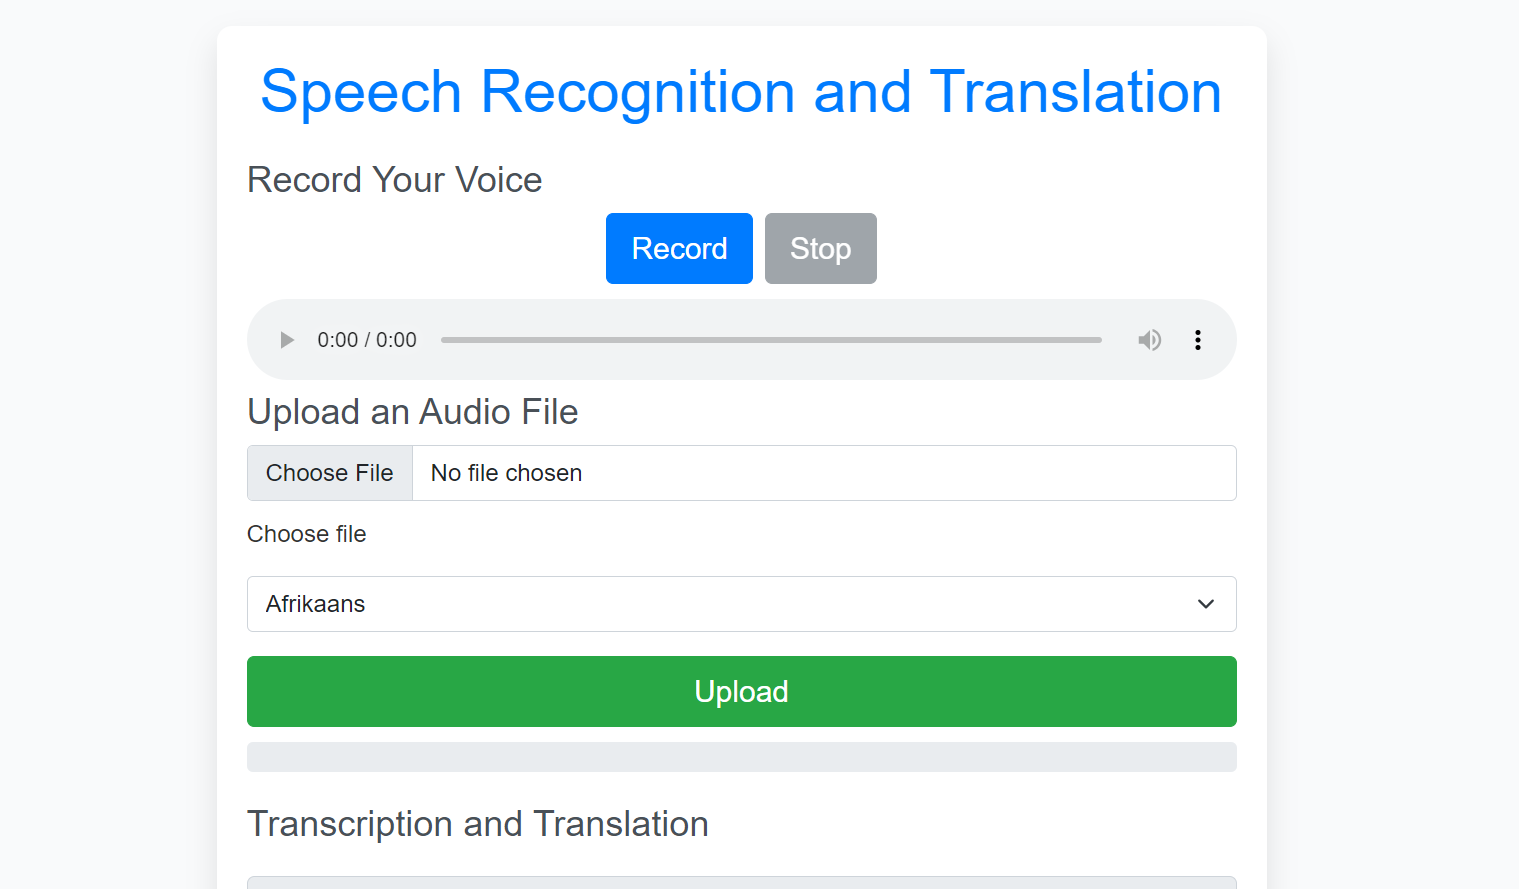 Speech Recognition and Translation
Record Your Voice
Record Stop
0:00 / 0:00
Upload an Audio File
Choose File No file chosen
Choose file
Afrikaans
Upload
Transcription and Translation